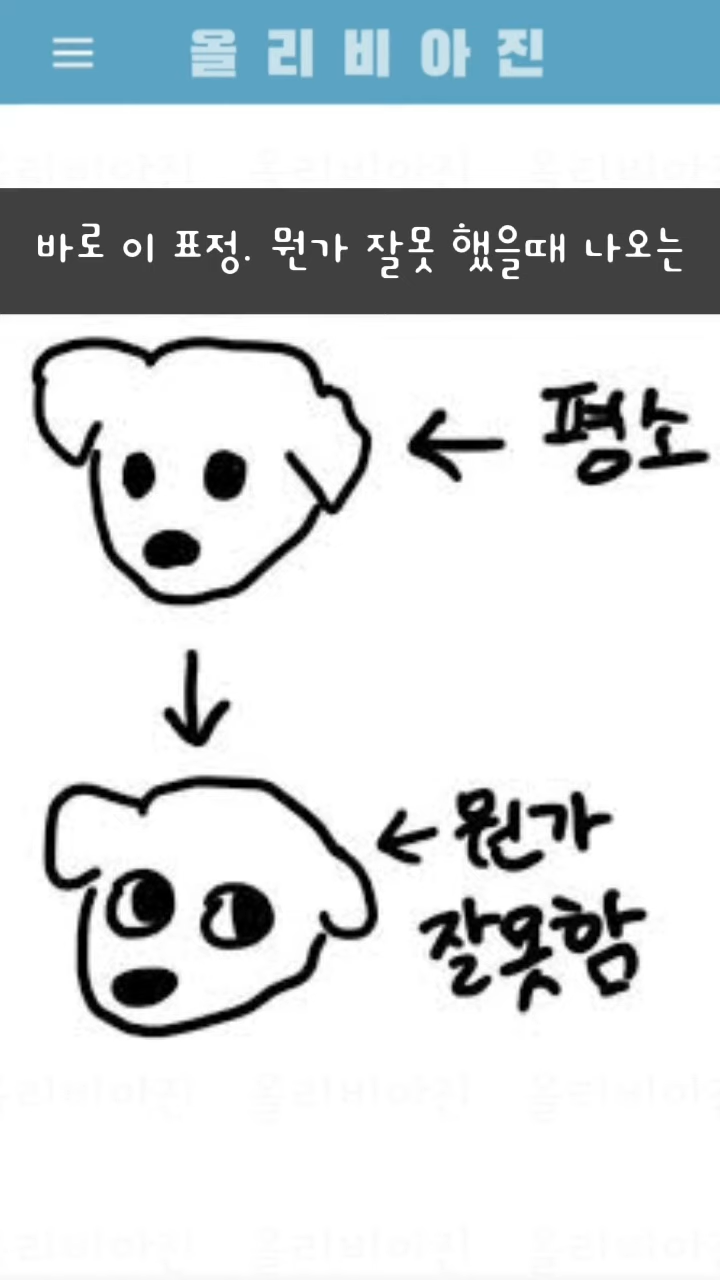 올리비아진
바로 이 표정. 뭔가 잘못 했을때 나오는
← 평소
← 뭔가
잘못함